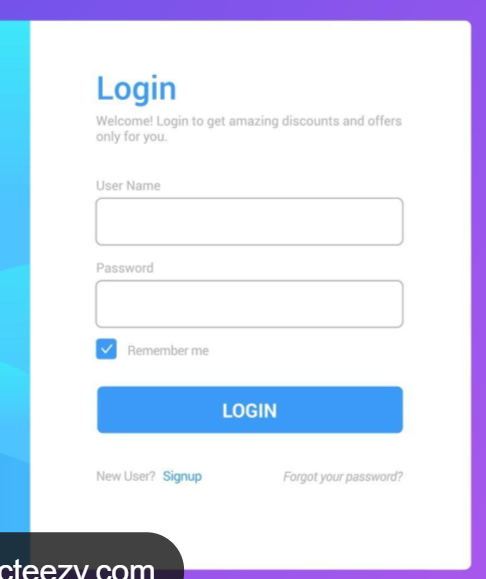 Login
Welcome! Login to get amazing discounts and offers
only for you.
User Name
Password
Remember me
LOGIN
New User? Signup Forgot your password?
cteezy.com